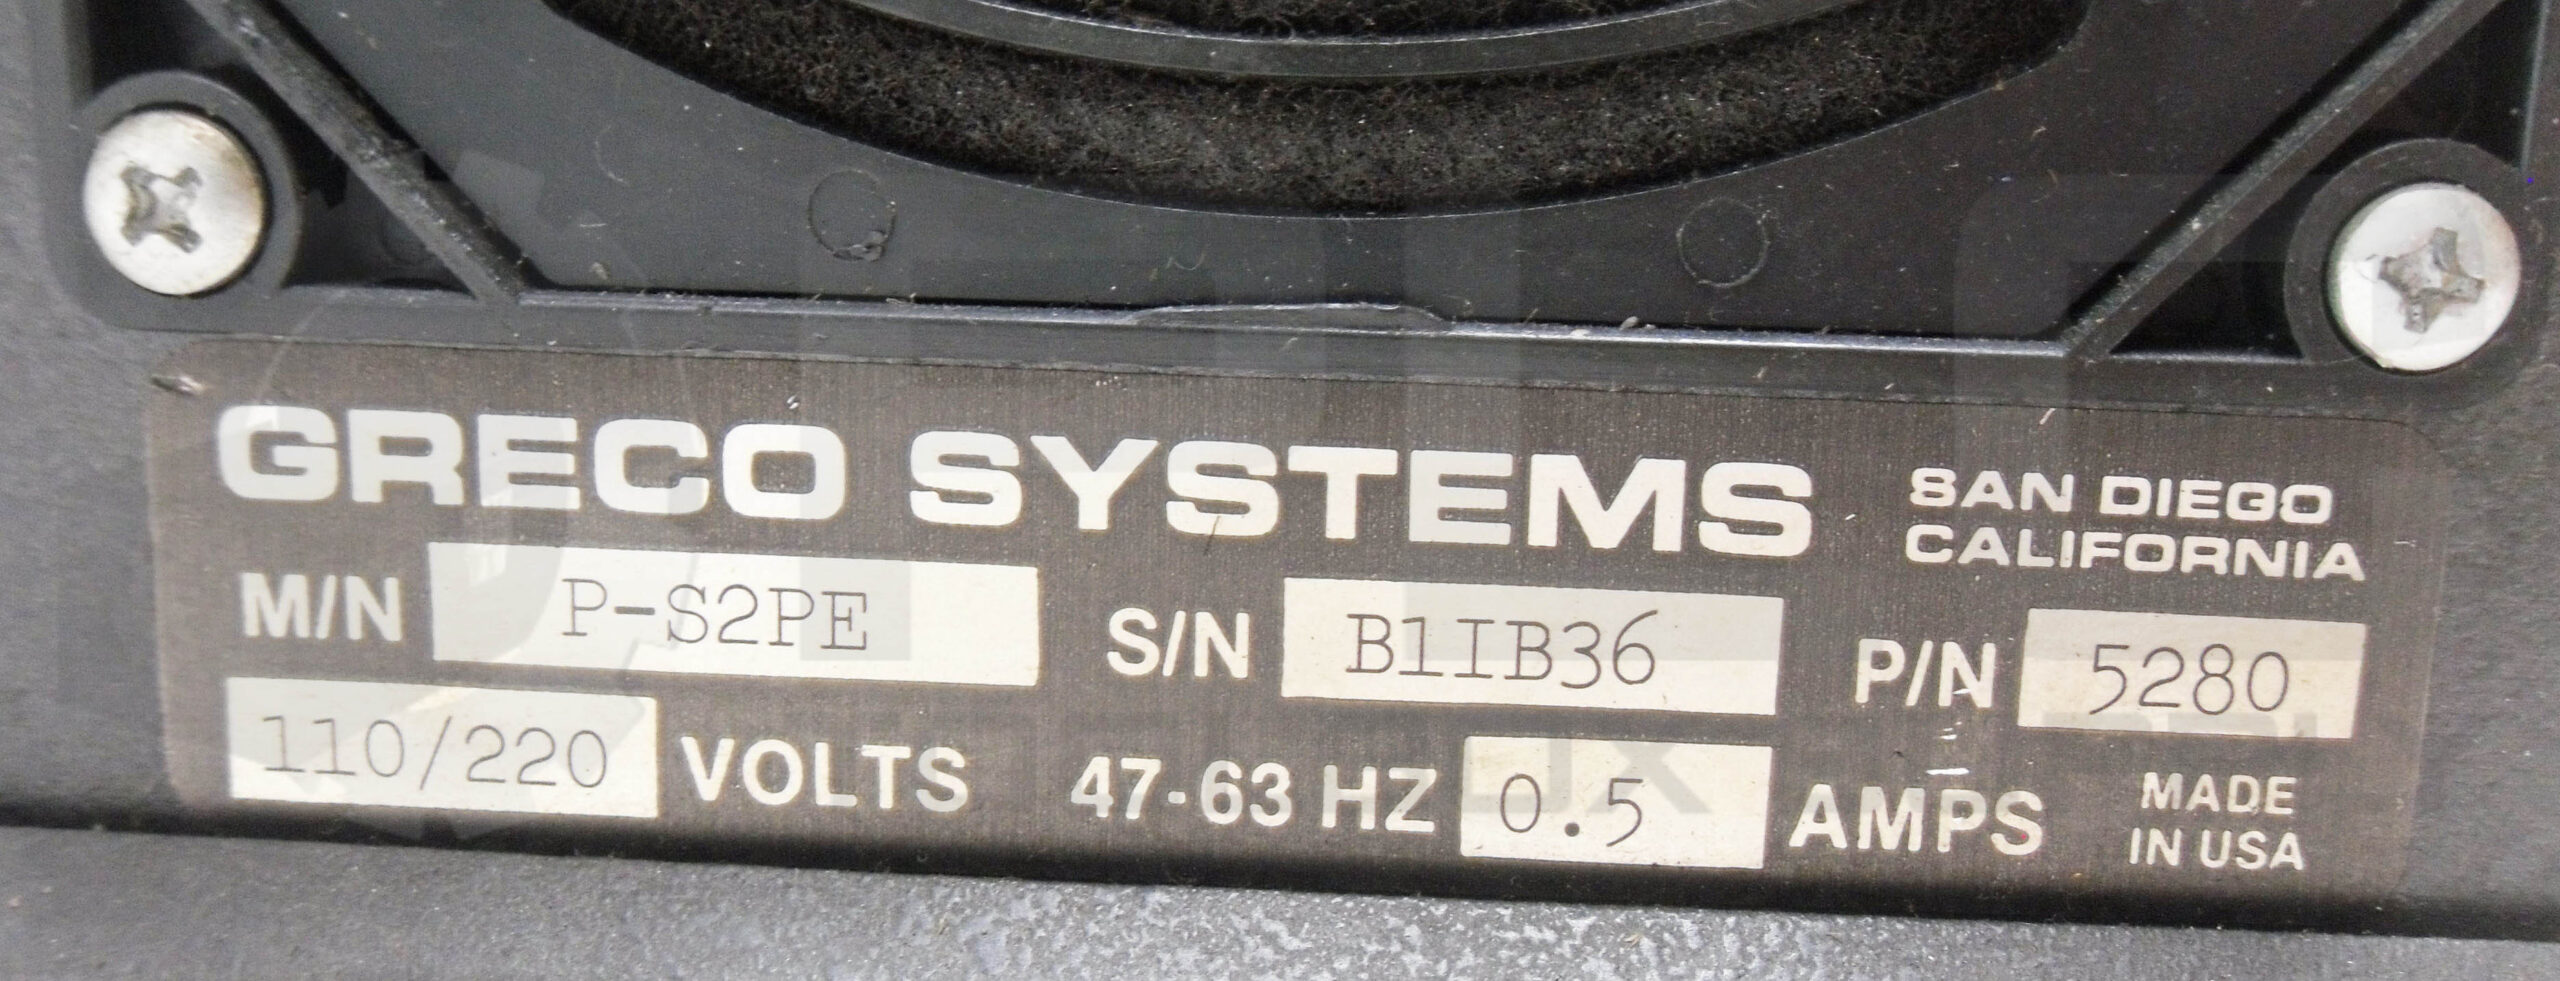 GRECO SYSTEMS SAN DIEGO
CALIFORNIA
M/N P-S2PE S/N B1IB36 P/N 5280
110/220 VOLTS 47-63 HZ 0.5 AMPS MADE
IN USA